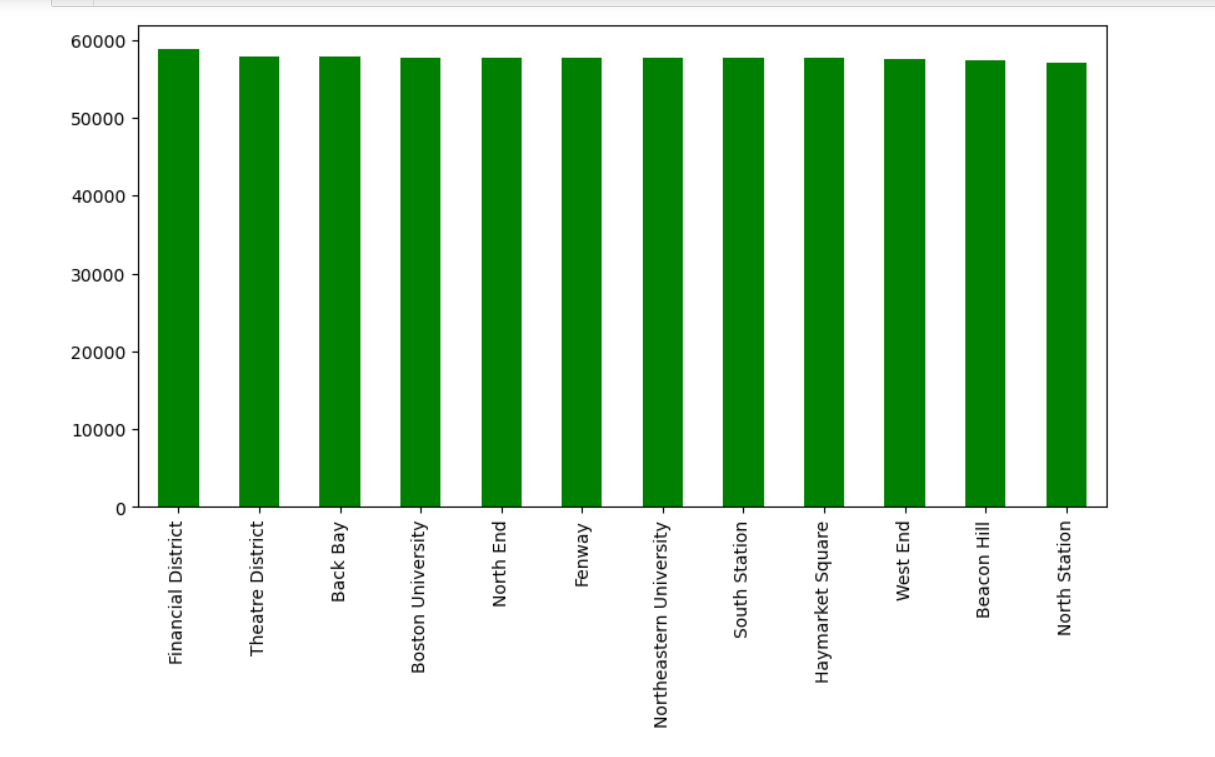 60000
50000
40000
30000
20000
10000
0
Financial District
Theatre District
Back Bay
Boston University
North End
Fenway
Northeastern University
South Station
Haymarket Square
West End
Beacon Hill
North Station